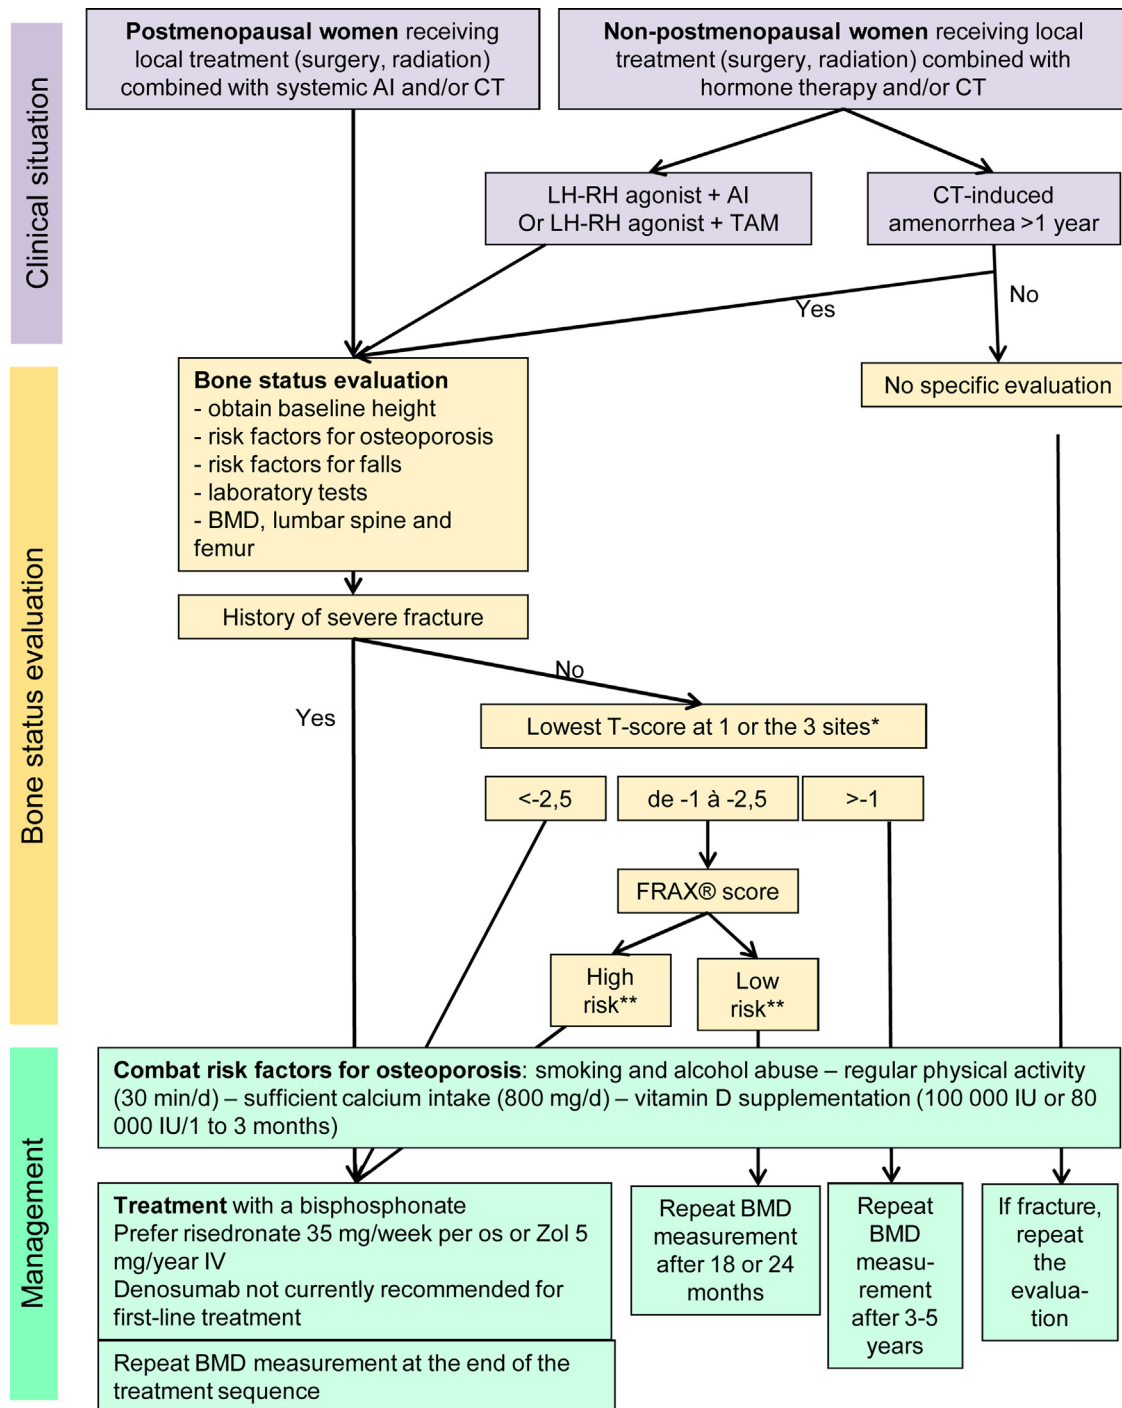 Clinical situation
Postmenopausal women receiving
local treatment (surgery, radiation)
combined with systemic AI and/or CT
Non-postmenopausal women receiving local
treatment (surgery, radiation) combined with
hormone therapy and/or CT
LH-RH agonist + AI
Or LH-RH agonist + TAM
CT-induced
amenorrhea >1 year
Yes
No
Bone status evaluation
Bone status evaluation
- obtain baseline height
- risk factors for osteoporosis
- risk factors for falls
- laboratory tests
- BMD, lumbar spine and
femur
No specific evaluation
History of severe fracture
No
Yes
Lowest T-score at 1 or the 3 sites*
<-2,5
de -1 à -2,5
>-1
FRAX® score
High
risk**
Low
risk**
Management
Combat risk factors for osteoporosis: smoking and alcohol abuse – regular physical activity
(30 min/d) – sufficient calcium intake (800 mg/d) – vitamin D supplementation (100 000 IU or 80
000 IU/1 to 3 months)
Treatment with a bisphosphonate
Prefer risedronate 35 mg/week per os or Zol 5
mg/year IV
Denosumab not currently recommended for
first-line treatment
Repeat BMD measurement at the end of the
treatment sequence
Repeat BMD
measurement
after 18 or 24
months
Repeat
BMD
measu-
rement
after 3-5
years
If fracture,
repeat
the
evalua-
tion